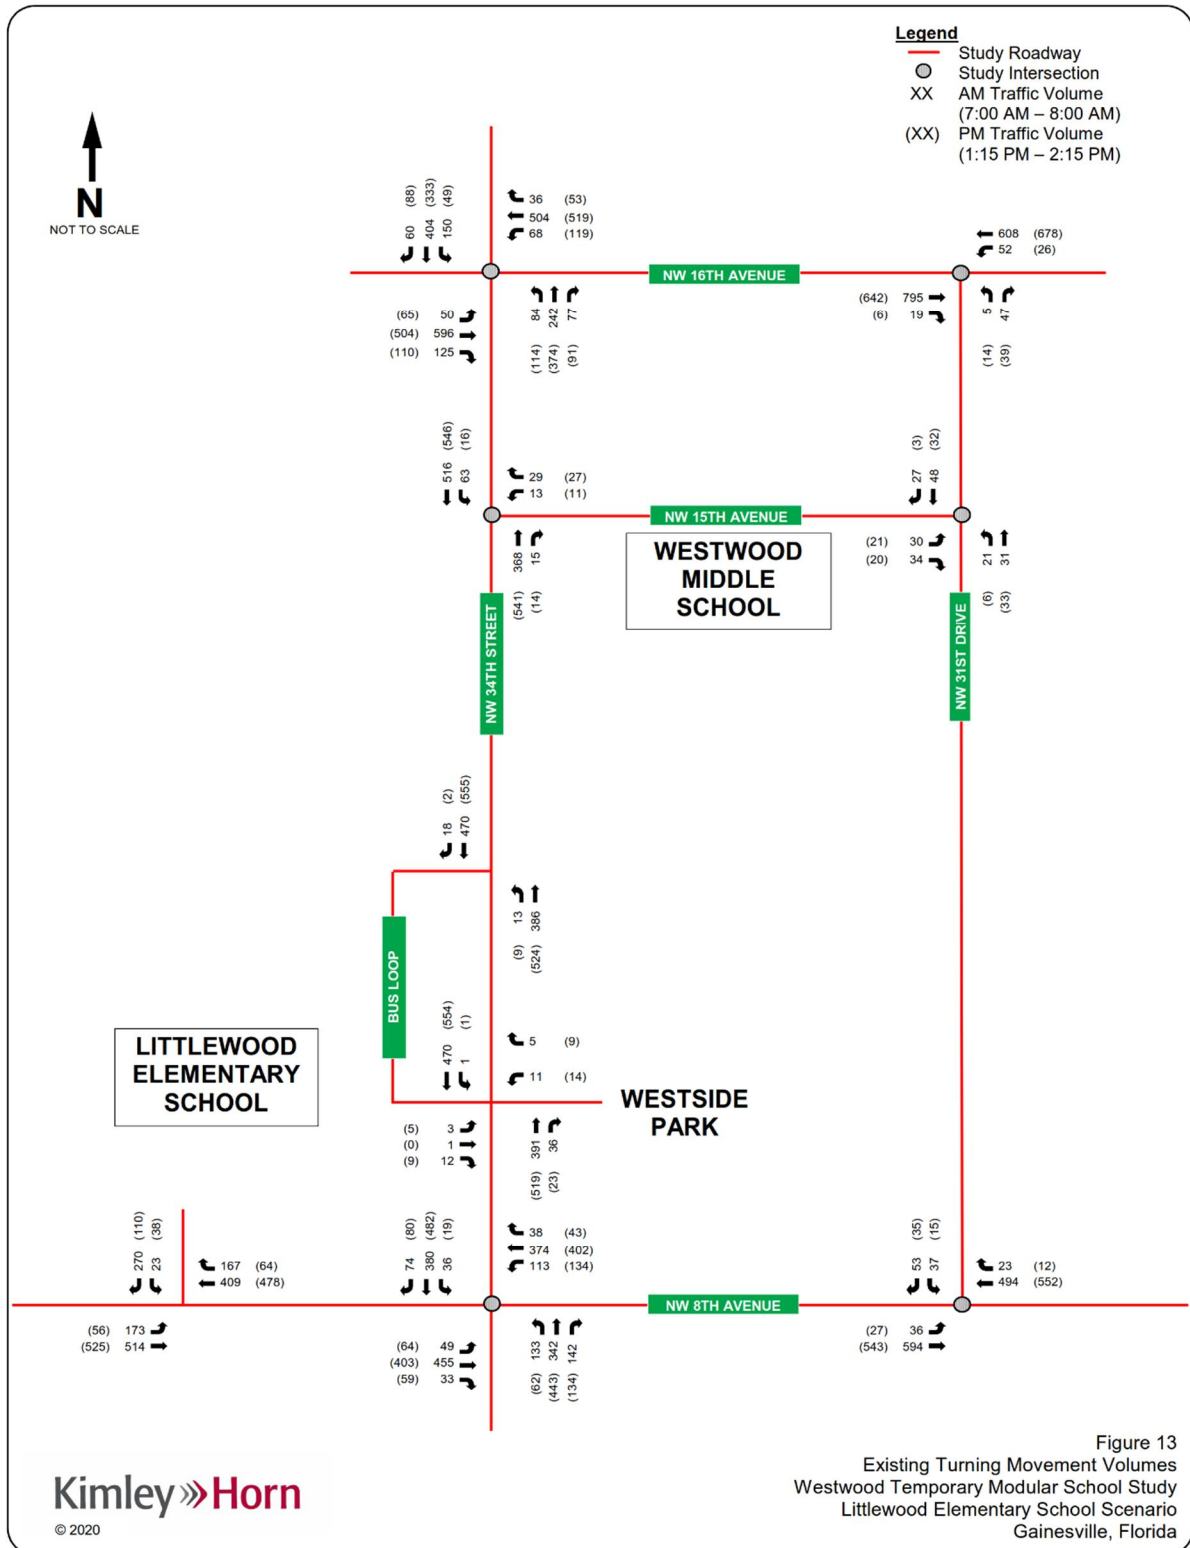 Legend
Study Roadway
Study Intersection
XX AM Traffic Volume
(7:00 AM – 8:00 AM)
(XX) PM Traffic Volume
(1:15 PM – 2:15 PM)
N
NOT TO SCALE
60 (88)
404 (333)
150 (49)
36 (53)
504 (519)
68 (119)
NW 16TH AVENUE
608 (678)
52 (26)
(65) 50
(504) 596
(110) 125
84 (114)
242 (374)
77 (91)
(642) 795
(6) 19
5 (14)
47 (39)
516 (546)
63 (16)
29 (27)
13 (11)
NW 15TH AVENUE
27 (3)
48 (32)
368 (541)
15 (14)
WESTWOOD
MIDDLE
SCHOOL
(21) 30
(20) 34
21 (6)
31 (33)
NW 34TH STREET
NW 31ST DRIVE
18 (2)
470 (555)
13 (9)
386 (524)
BUS LOOP
470 (554)
1 (1)
5 (9)
11 (14)
LITTLEWOOD
ELEMENTARY
SCHOOL
WESTSIDE
PARK
(5) 3
(0) 1
(9) 12
391 (519)
36 (23)
270 (110)
23 (38)
167 (64)
409 (478)
74 (80)
380 (482)
36 (19)
38 (43)
374 (402)
113 (134)
NW 8TH AVENUE
53 (35)
37 (15)
23 (12)
494 (552)
(56) 173
(525) 514
(64) 49
(403) 455
(59) 33
133 (62)
342 (443)
142 (134)
(27) 36
(543) 594
Kimley»Horn
© 2020
Figure 13
Existing Turning Movement Volumes
Westwood Temporary Modular School Study
Littlewood Elementary School Scenario
Gainesville, Florida